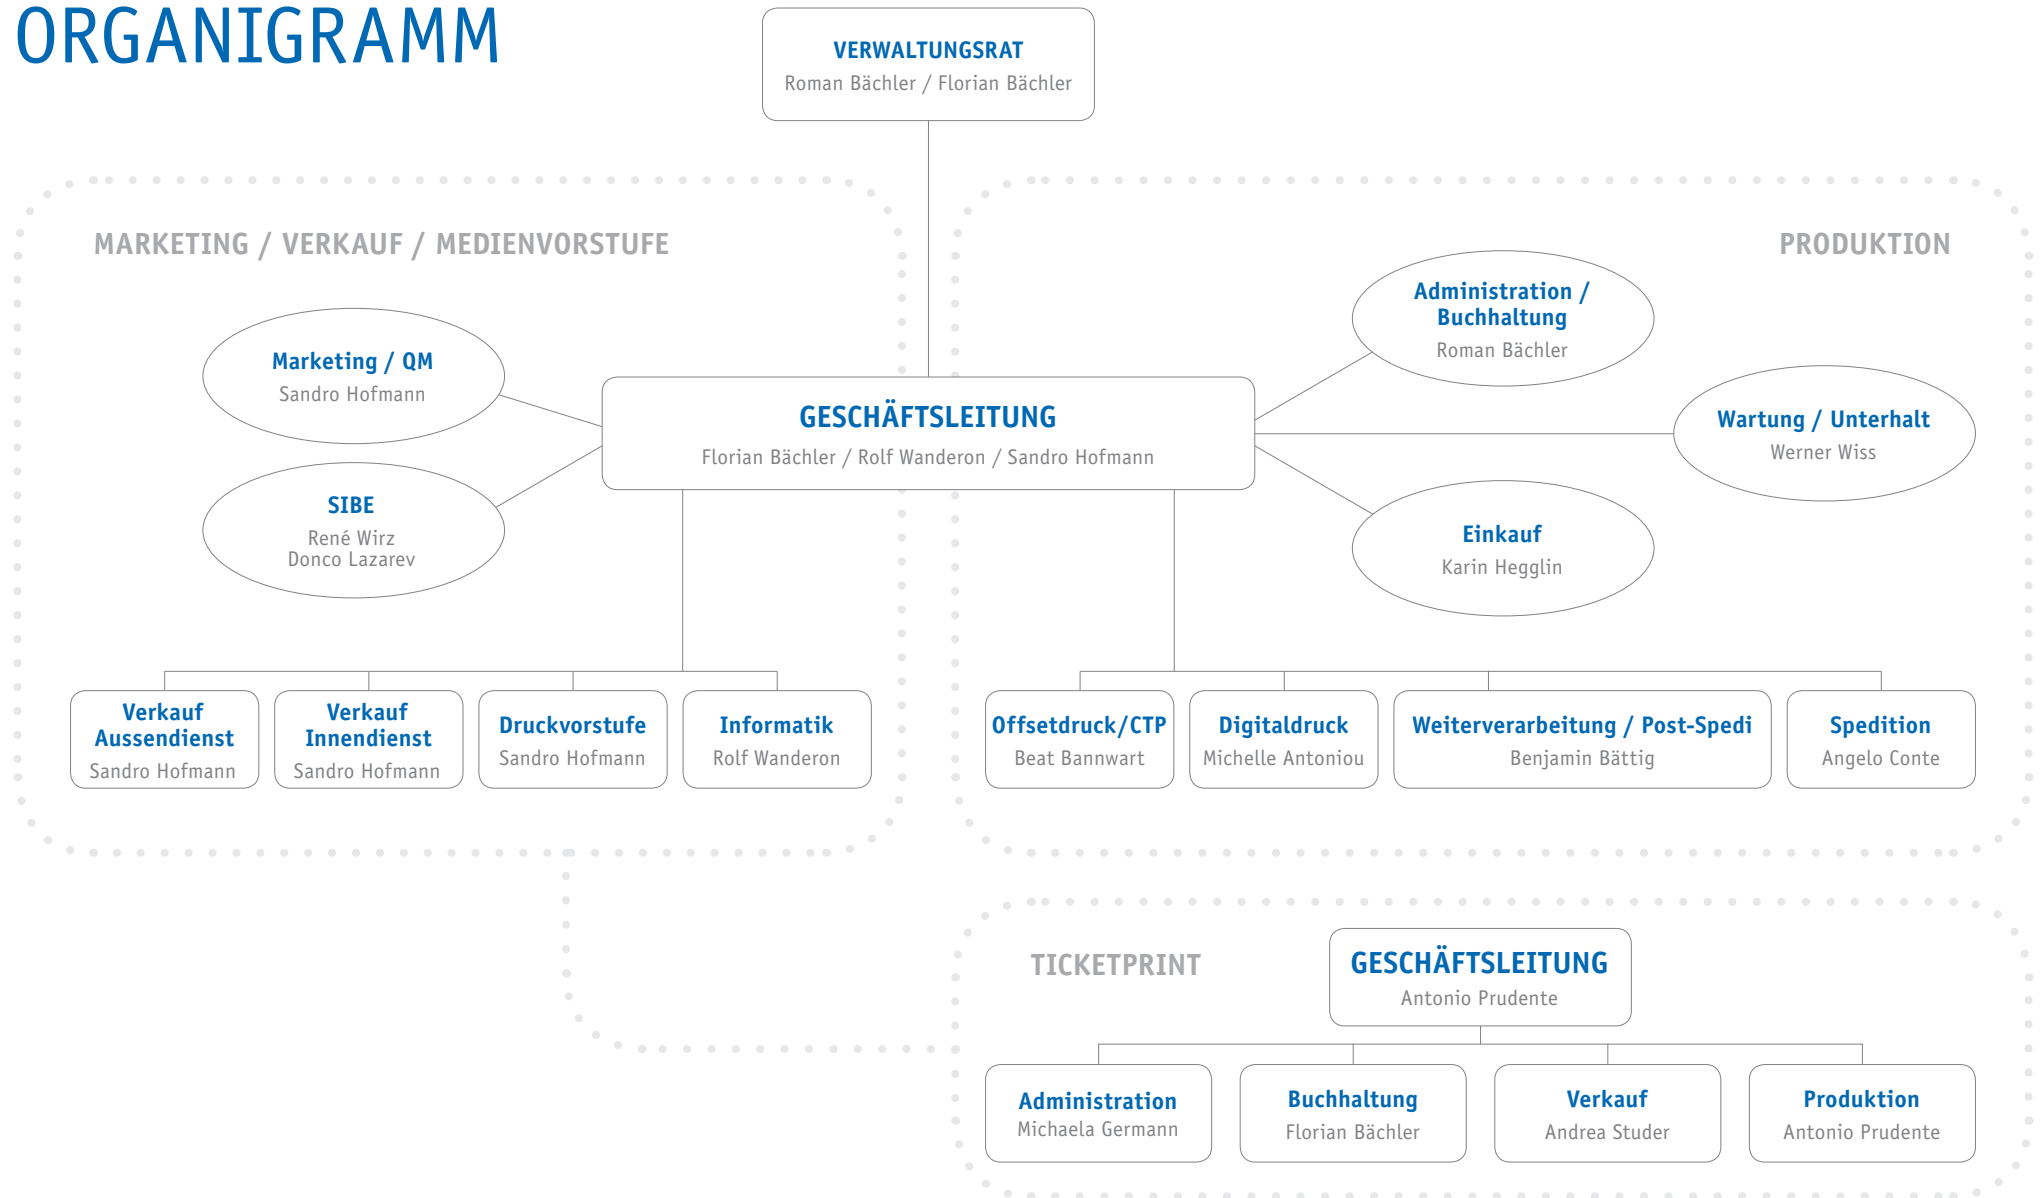 ORGANIGRAMM
VERWALTUNGSRAT
Roman Bächler / Florian Bächler
MARKETING / VERKAUF / MEDIENVORSTUFE
Marketing / QM
Sandro Hofmann
SIBE
René Wirz
Donco Lazarev
GESCHÄFTSLEITUNG
Florian Bächler / Rolf Wanderon / Sandro Hofmann
PRODUKTION
Administration /
Buchhaltung
Roman Bächler
Wartung / Unterhalt
Werner Wiss
Einkauf
Karin Hegglin
Verkauf
Aussendienst
Sandro Hofmann
Verkauf
Innendienst
Sandro Hofmann
Druckvorstufe
Sandro Hofmann
Informatik
Rolf Wanderon
Offsetdruck/CTP
Beat Bannwart
Digitaldruck
Michelle Antoniou
Weiterverarbeitung / Post-Spedi
Benjamin Bättig
Spedition
Angelo Conte
TICKETPRINT
GESCHÄFTSLEITUNG
Antonio Prudente
Administration
Michaela Germann
Buchhaltung
Florian Bächler
Verkauf
Andrea Studer
Produktion
Antonio Prudente